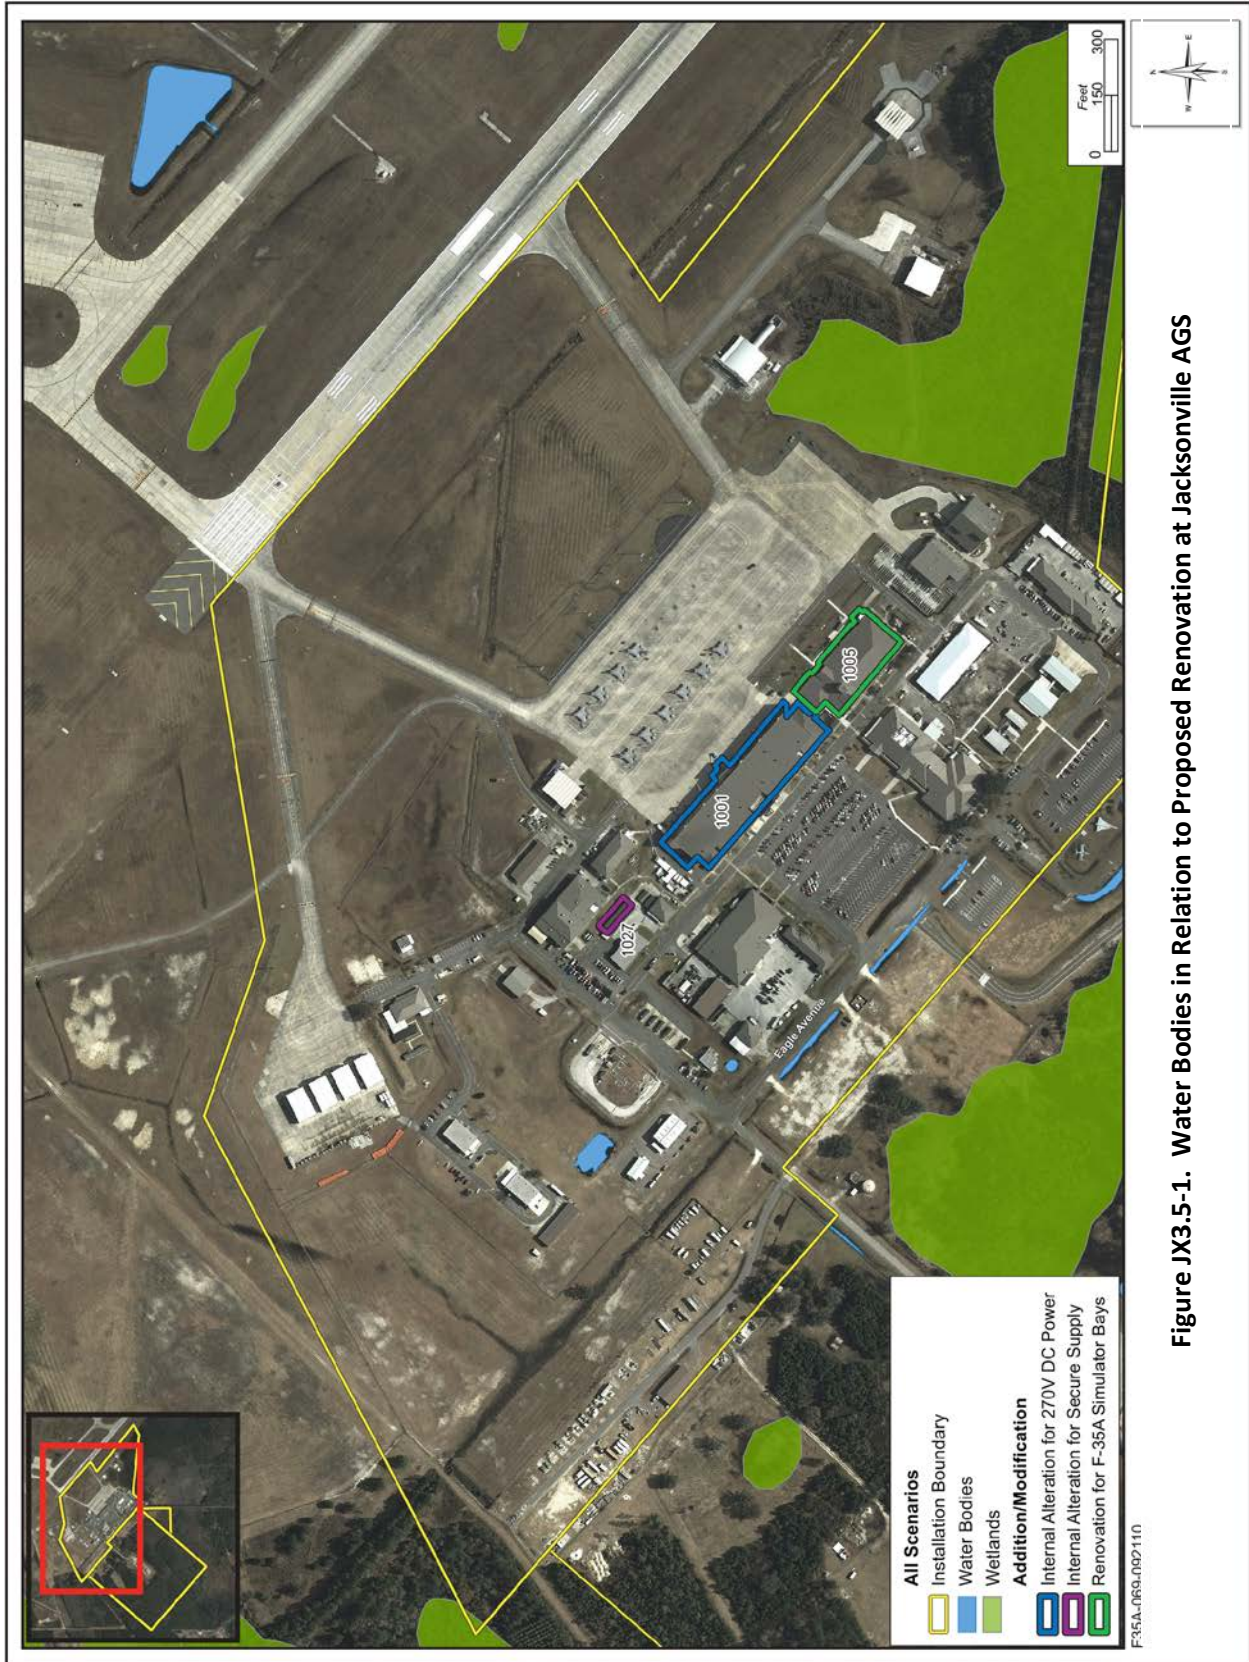 All Scenarios
Installation Boundary
Water Bodies
Wetlands
Addition/Modification
Internal Alteration for 270V DC Power
Internal Alteration for Secure Supply
Renovation for F-35A Simulator Bays
F35A-069-092110
1027
1001
1005
Eagle Avenue
Feet
0 150 300
N
W E
S
Figure JX3.5-1. Water Bodies in Relation to Proposed Renovation at Jacksonville AGS